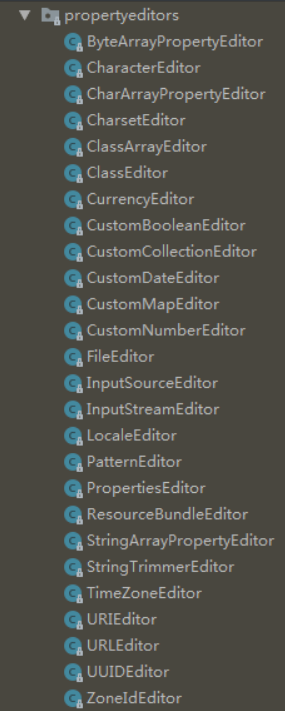 propertyeditors
ByteArrayPropertyEditor
CharacterEditor
CharArrayPropertyEditor
CharsetEditor
ClassArrayEditor
ClassEditor
CurrencyEditor
CustomBooleanEditor
CustomCollectionEditor
CustomDateEditor
CustomMapEditor
CustomNumberEditor
FileEditor
InputSourceEditor
InputStreamEditor
LocaleEditor
PatternEditor
PropertiesEditor
ResourceBundleEditor
StringArrayPropertyEditor
StringTrimmerEditor
TimeZoneEditor
URIEditor
URLEditor
UUIDEditor
ZoneIdEditor